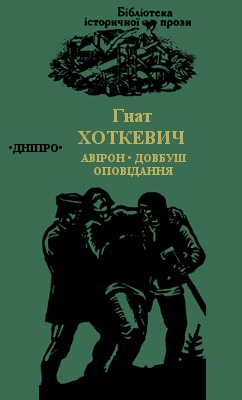 Бібліотека
історичної прози
Гнат
ХОТКЕВИЧ
•ДНІПРО•
АВІРОН • ДОВБУШ
ОПОВІДАННЯ